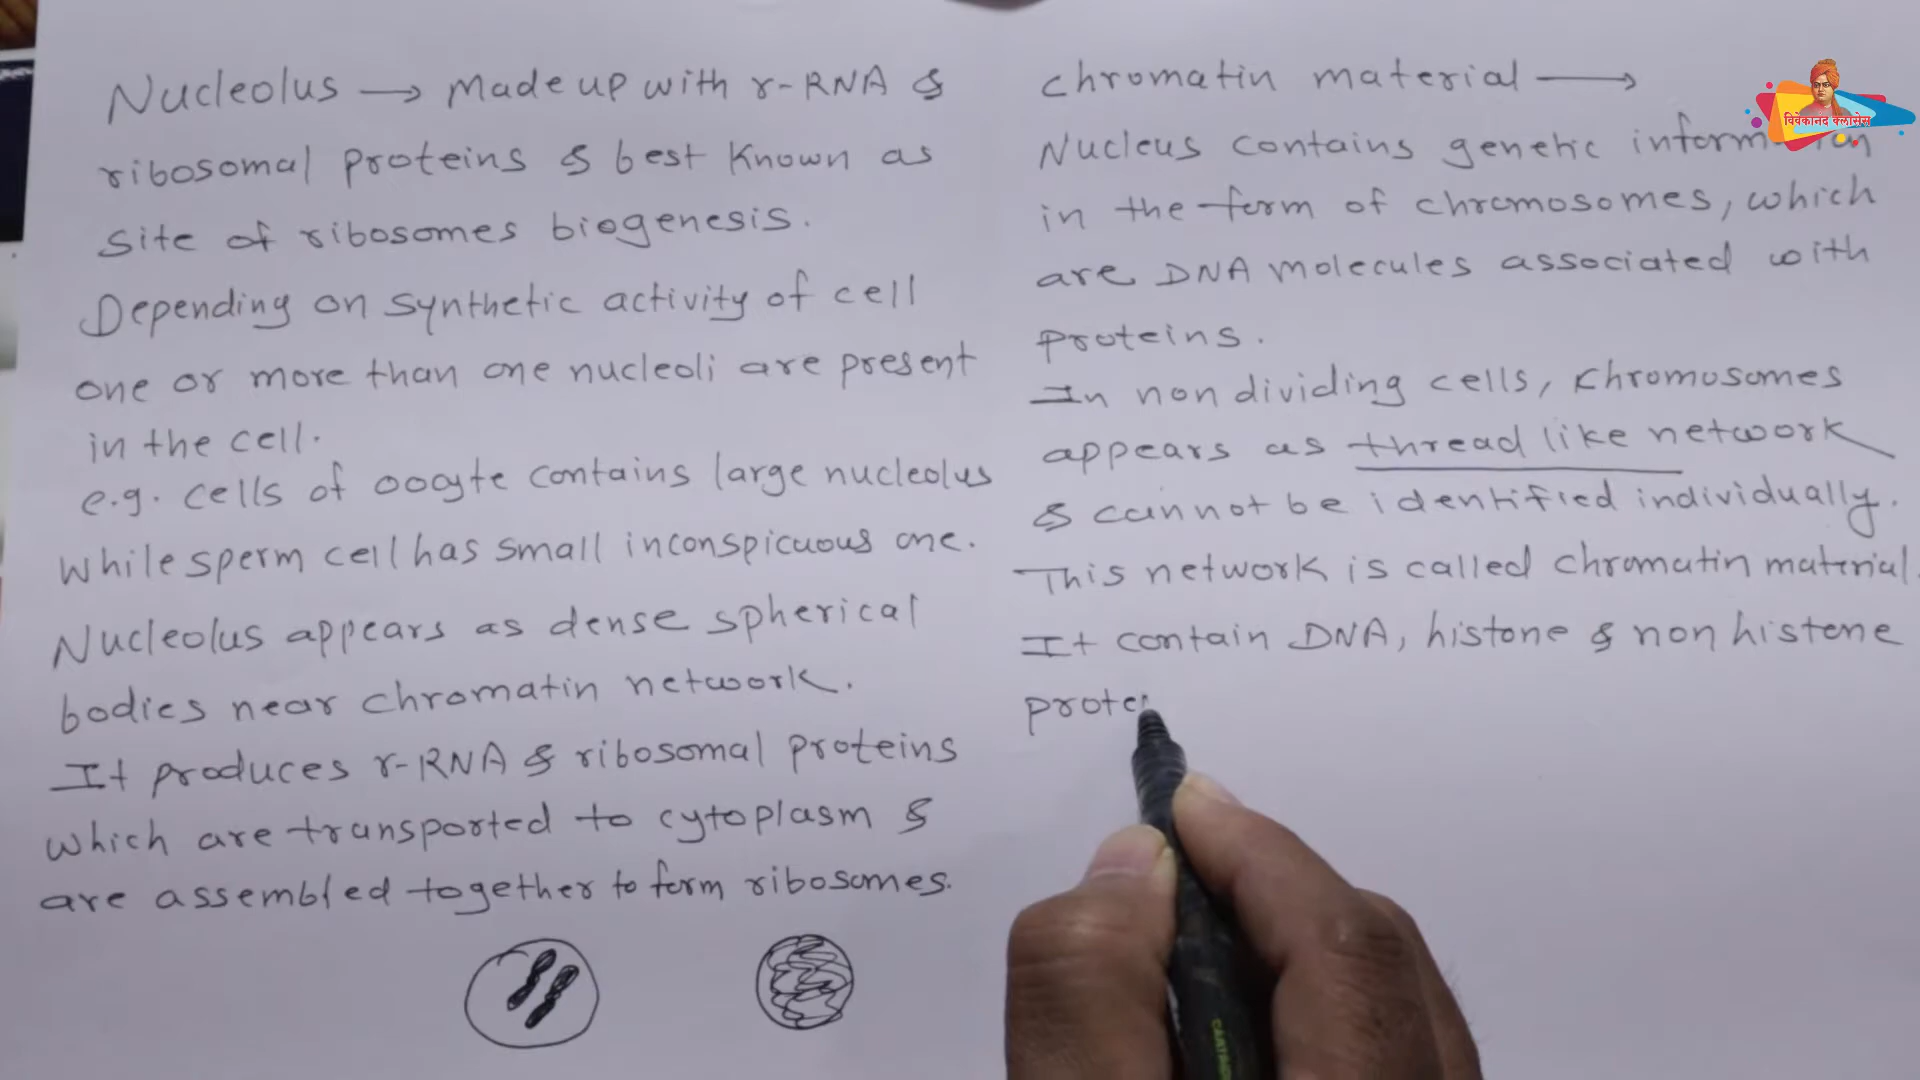 Nucleolus → Made up with r-RNA &
ribosomal proteins & best known as
site of ribosomes biogenesis.
Depending on synthetic activity of cell
one or more than one nucleoli are present
in the cell.
e.g. cells of oocyte contains large nucleolus
while sperm cell has small inconspicuous one.
Nucleolus appears as dense spherical
bodies near chromatin network.
It produces r-RNA & ribosomal proteins
which are transported to cytoplasm &
are assembled together to form ribosomes.
chromatin material →
Nucleus contains genetic information
in the form of chromosomes, which
are DNA molecules associated with
proteins.
In non dividing cells, chromosomes
appears as thread like network
& cannot be identified individually.
This network is called chromatin material.
It contain DNA, histone & non histone
prote
विवेकानंद क्लासेस